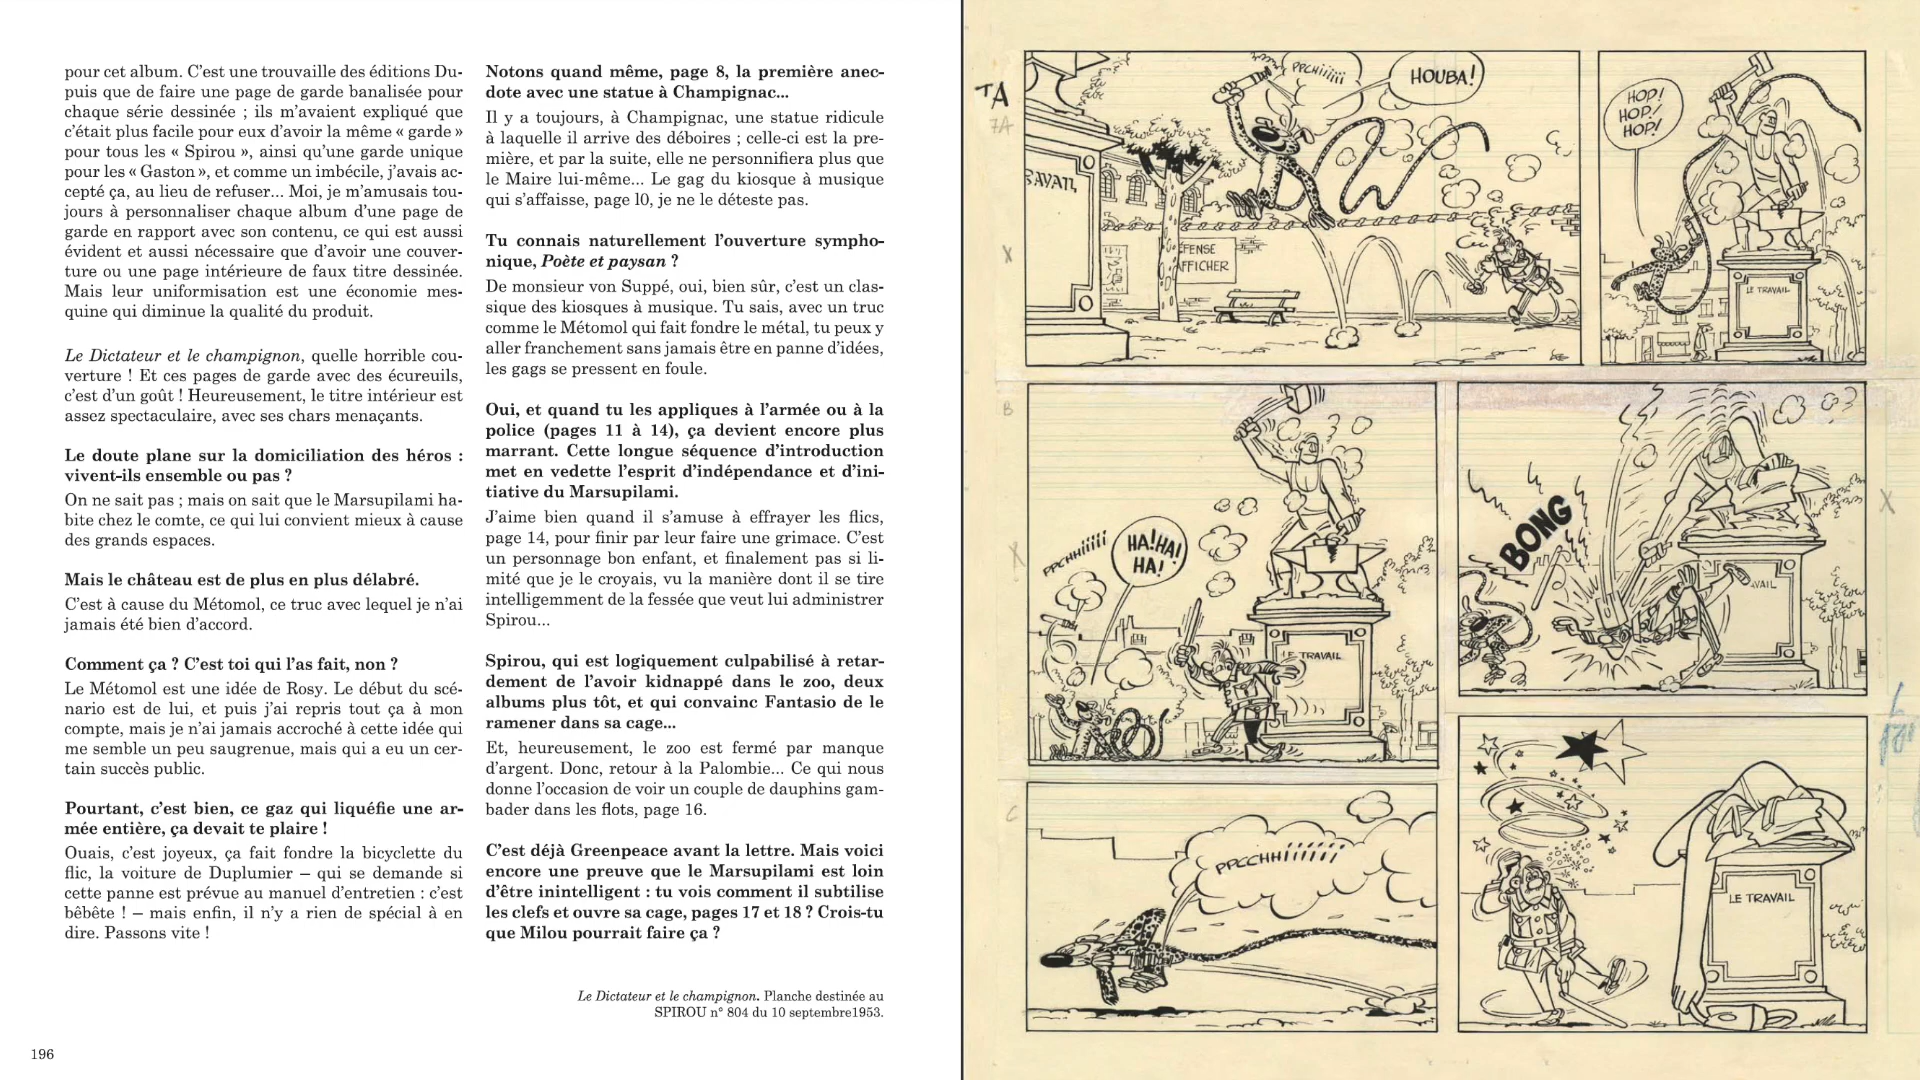 pour cet album. C'est une trouvaille des éditions Du-
puis que de faire une page de garde banalisée pour
chaque série dessinée ; ils m'avaient expliqué que
c'était plus facile pour eux d'avoir la même « garde »
pour tous les « Spirou », ainsi qu'une garde unique
pour les « Gaston », et comme un imbécile, j'avais ac-
cepté ça, au lieu de refuser... Moi, je m'amusais tou-
jours à personnaliser chaque album d'une page de
garde en rapport avec son contenu, ce qui est aussi
évident et aussi nécessaire que d'avoir une couver-
ture ou une page intérieure de faux titre dessinée.
Mais leur uniformisation est une économie mes-
quine qui diminue la qualité du produit.
Le Dictateur et le champignon, quelle horrible cou-
verture ! Et ces pages de garde avec des écureuils,
c'est d'un goût ! Heureusement, le titre intérieur est
assez spectaculaire, avec ses chars menaçants.
Le doute plane sur la domiciliation des héros :
vivent-ils ensemble ou pas ?
On ne sait pas ; mais on sait que le Marsupilami ha-
bite chez le comte, ce qui lui convient mieux à cause
des grands espaces.
Mais le château est de plus en plus délabré.
C'est à cause du Métomol, ce truc avec lequel je n'ai
jamais été bien d'accord.
Comment ça ? C'est toi qui l'as fait, non ?
Le Métomol est une idée de Rosy. Le début du scé-
nario est de lui, et puis j'ai repris tout ça à mon
compte, mais je n'ai jamais accroché à cette idée qui
me semble un peu saugrenue, mais qui a eu un cer-
tain succès public.
Pourtant, c'est bien, ce gaz qui liquéfie une ar-
mée entière, ça devait te plaire !
Ouais, c'est joyeux, ça fait fondre la bicyclette du
flic, la voiture de Duplumier – qui se demande si
cette panne est prévue au manuel d'entretien : c'est
bêbête ! – mais enfin, il n'y a rien de spécial à en
dire. Passons vite !
196
Notons quand même, page 8, la première anec-
dote avec une statue à Champignac...
Il y a toujours, à Champignac, une statue ridicule
à laquelle il arrive des déboires ; celle-ci est la pre-
mière, et par la suite, elle ne personnifiera plus que
le Maire lui-même... Le gag du kiosque à musique
qui s'affaisse, page 10, je ne le déteste pas.
Tu connais naturellement l'ouverture sympho-
nique, Poète et paysan ?
De monsieur von Suppé, oui, bien sûr, c'est un clas-
sique des kiosques à musique. Tu sais, avec un truc
comme le Métomol qui fait fondre le métal, tu peux y
aller franchement sans jamais être en panne d'idées,
les gags se pressent en foule.
Oui, et quand tu les appliques à l'armée ou à la
police (pages 11 à 14), ça devient encore plus
marrant. Cette longue séquence d'introduction
met en vedette l'esprit d'indépendance et d'ini-
tiative du Marsupilami.
J'aime bien quand il s'amuse à effrayer les flics,
page 14, pour finir par leur faire une grimace. C'est
un personnage bon enfant, et finalement pas si li-
mité que je le croyais, vu la manière dont il se tire
intelligemment de la fessée que veut lui administrer
Spirou...
Spirou, qui est logiquement culpabilisé à retar-
dement de l'avoir kidnappé dans le zoo, deux
albums plus tôt, et qui convainc Fantasio de le
ramener dans sa cage...
Et, heureusement, le zoo est fermé par manque
d'argent. Donc, retour à la Palombie... Ce qui nous
donne l'occasion de voir un couple de dauphins gam-
bader dans les flots, page 16.
C'est déjà Greenpeace avant la lettre. Mais voici
encore une preuve que le Marsupilami est loin
d'être inintelligent : tu vois comment il subtilise
les clefs et ouvre sa cage, pages 17 et 18 ? Crois-tu
que Milou pourrait faire ça ?
Le Dictateur et le champignon. Planche destinée au
SPIROU n° 804 du 10 septembre1953.
7A
7A
PPCHIIIIII
HOUBA!
RAVAIL
FENSE
AFFICHER
HOP!
HOP!
HOP!
LE TRAVAIL
B
PPCHHIIIIII
HA! HA!
HA!
LE TRAVAIL
BONG
AVAIL
C
PPCCHHIIIIIII
LE TRAVAIL